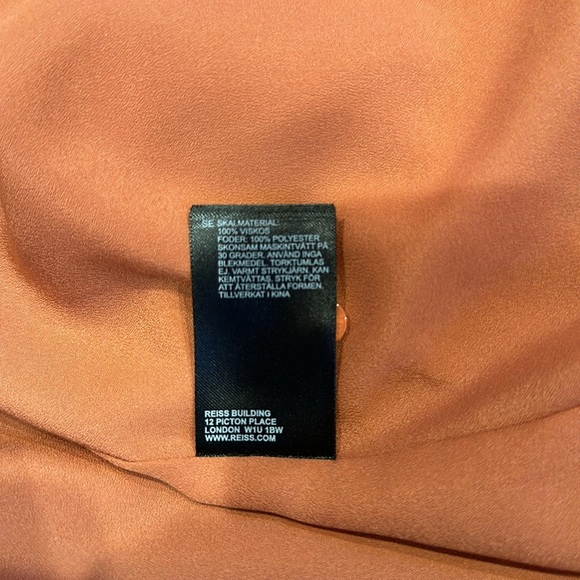 SE SKALMATERIAL:
100% VISKOS
FODER: 100% POLYESTER
SKONSAM MASKINTVÄTT PÅ
30 GRADER. ANVÄND INGA
BLEKMEDEL. TORKTUMLAS
EJ. VARMT STRYKJÄRN. KAN
KEMTVÄTTAS. STRYK FÖR
ATT ÅTERSTÄLLA FORMEN.
TILLVERKAT I KINA
REISS BUILDING
12 PICTON PLACE
LONDON W1U 1BW
WWW.REISS.COM